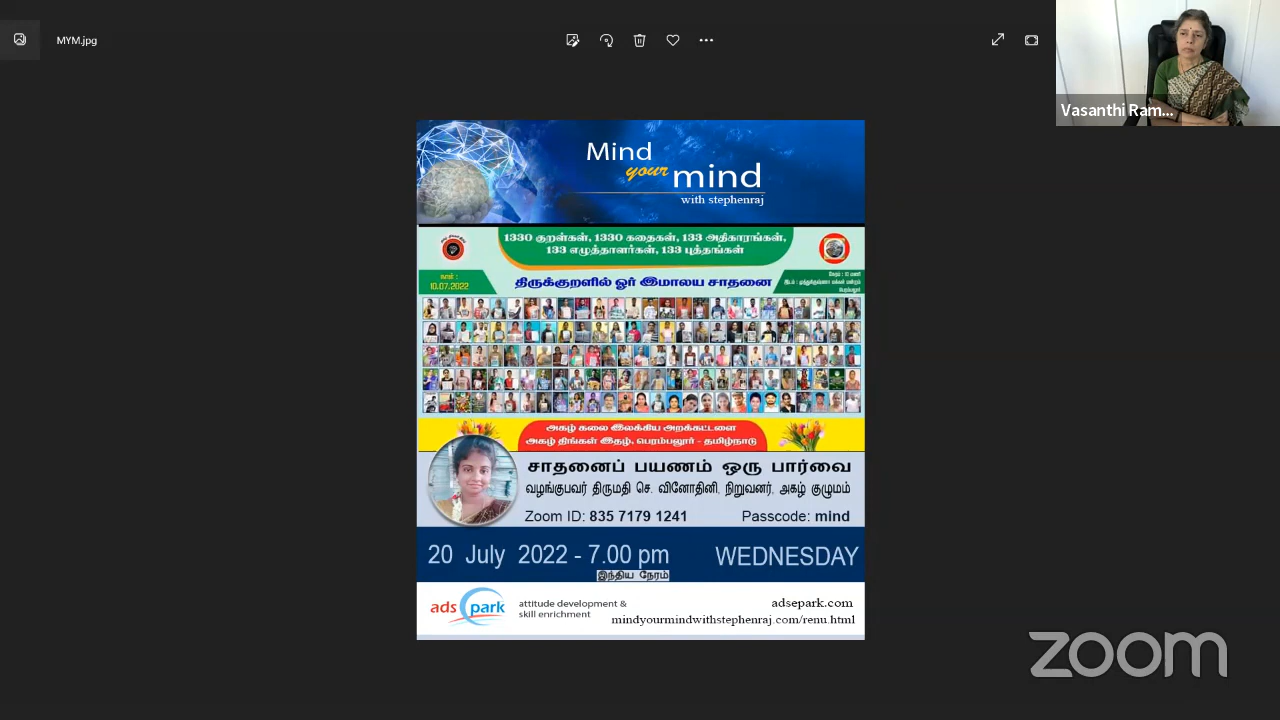 MYM.jpg
Vasanthi Ram...
Mind
your mind
with stephenraj
1330 குறள்கள், 1330 கதைகள், 133 அதிகாரங்கள்,
133 எழுத்தாளர்கள், 133 புத்தங்கள்
நாள் :
10.07.2022
திருக்குறளில் ஓர் இமாலய சாதனை
நேரம் : 10 மணி
அகழ் கலை இலக்கிய அறக்கட்டளை
அகழ் திங்கள் இதழ், பெரம்பலூர் - தமிழ்நாடு
சாதனைப் பயணம் ஒரு பார்வை
வழங்குபவர் திருமதி செ. வினோதினி, நிறுவனர், அகழ் குழுமம்
Zoom ID: 835 7179 1241 Passcode: mind
20 July 2022 - 7.00 pm WEDNESDAY
இந்திய நேரம்
ads park
attitude development &
skill enrichment
adsepark.com
mindyourmindwithstephenraj.com/renu.html
zoom